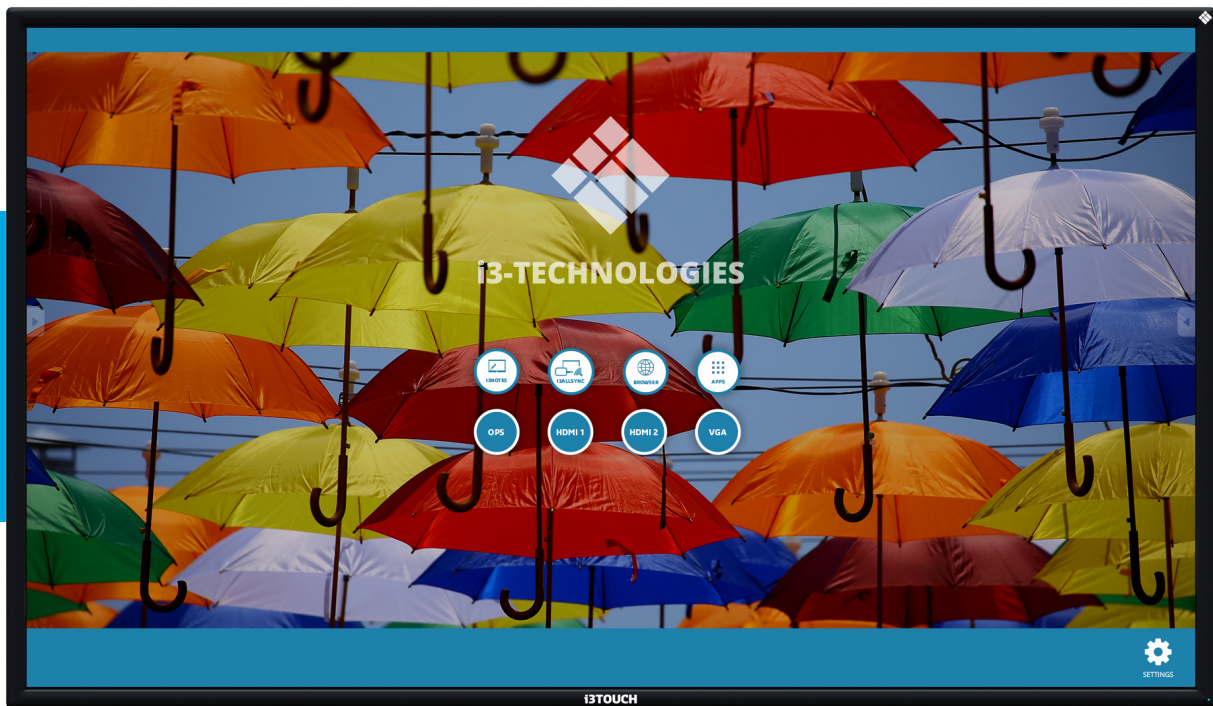 i3-TECHNOLOGIES
I3NOTES
I3ALLSYNC
BROWSER
APPS
OPS
HDMI 1
HDMI 2
VGA
SETTINGS
i3TOUCH